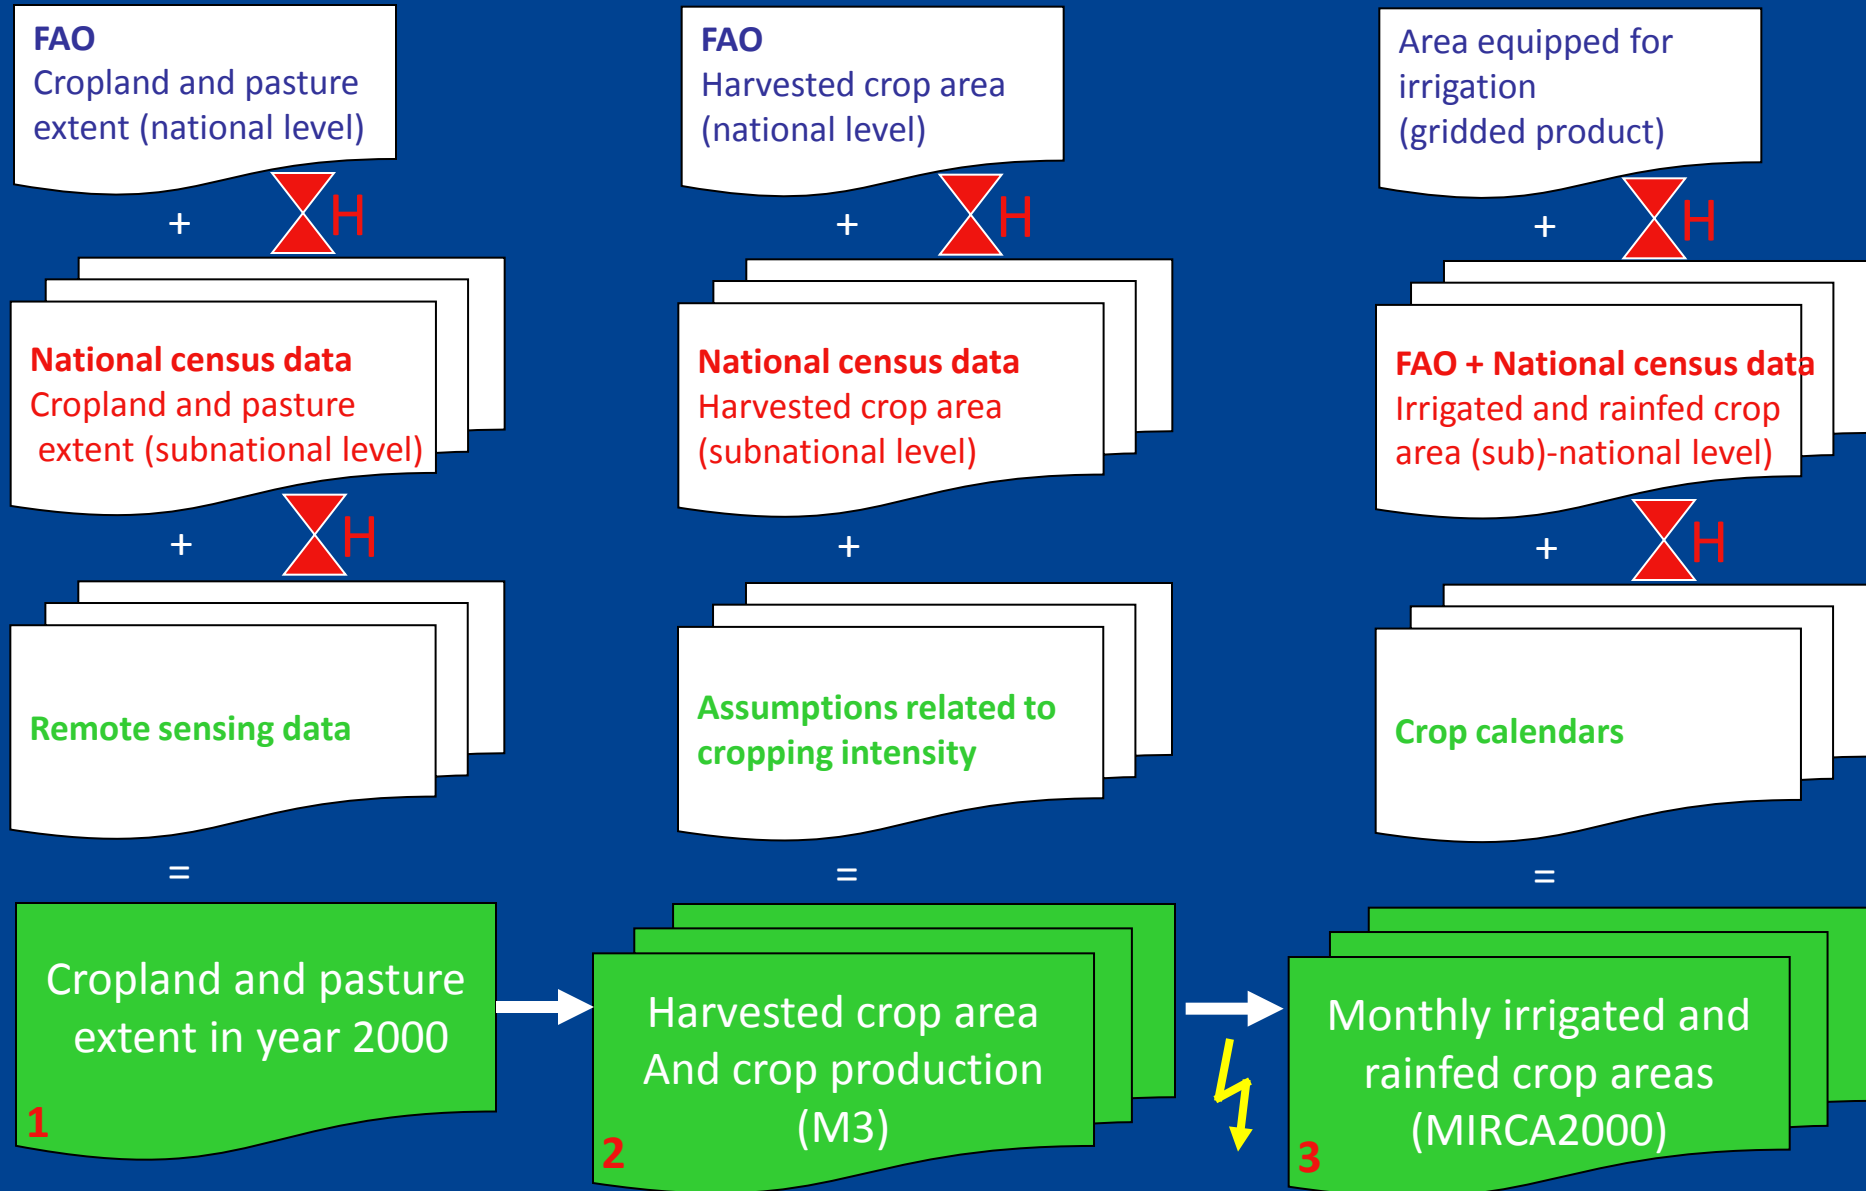 FAO
Cropland and pasture
extent (national level)
+
H
National census data
Cropland and pasture
extent (subnational level)
+
H
Remote sensing data
=
Cropland and pasture
extent in year 2000
1
FAO
Harvested crop area
(national level)
+
H
National census data
Harvested crop area
(subnational level)
+
Assumptions related to
cropping intensity
=
Harvested crop area
And crop production
(M3)
2
Area equipped for
irrigation
(gridded product)
+
H
FAO + National census data
Irrigated and rainfed crop
area (sub)-national level)
+
H
Crop calendars
=
Monthly irrigated and
rainfed crop areas
(MIRCA2000)
3